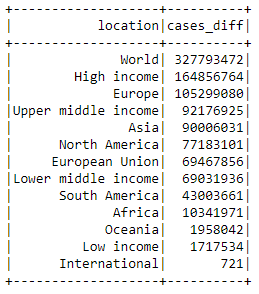 +-------------------+----------+
|           location|cases_diff|
+-------------------+----------+
|              World| 327793472|
|        High income| 164856764|
|             Europe| 105299080|
|Upper middle income|  92176925|
|               Asia|  90006031|
|      North America|  77183101|
|     European Union|  69467856|
|Lower middle income|  69031936|
|      South America|  43003661|
|             Africa|  10341971|
|            Oceania|   1958042|
|         Low income|   1717534|
|      International|       721|
+-------------------+----------+